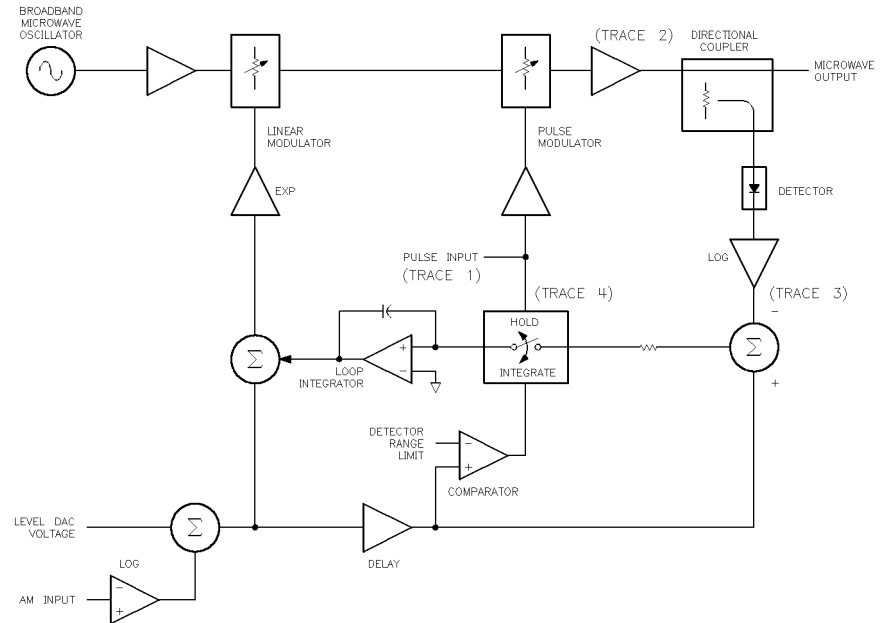 BROADBAND
MICROWAVE
OSCILLATOR
(TRACE 2)
DIRECTIONAL
COUPLER
MICROWAVE
OUTPUT
LINEAR
MODULATOR
PULSE
MODULATOR
EXP
DETECTOR
LOG
PULSE INPUT
(TRACE 1)
(TRACE 4)
(TRACE 3)
HOLD
INTEGRATE
-
Σ
+
Σ
+
-
LOOP
INTEGRATOR
DETECTOR
RANGE
LIMIT
-
+
COMPARATOR
LEVEL DAC
VOLTAGE
Σ
DELAY
LOG
AM INPUT
-
+